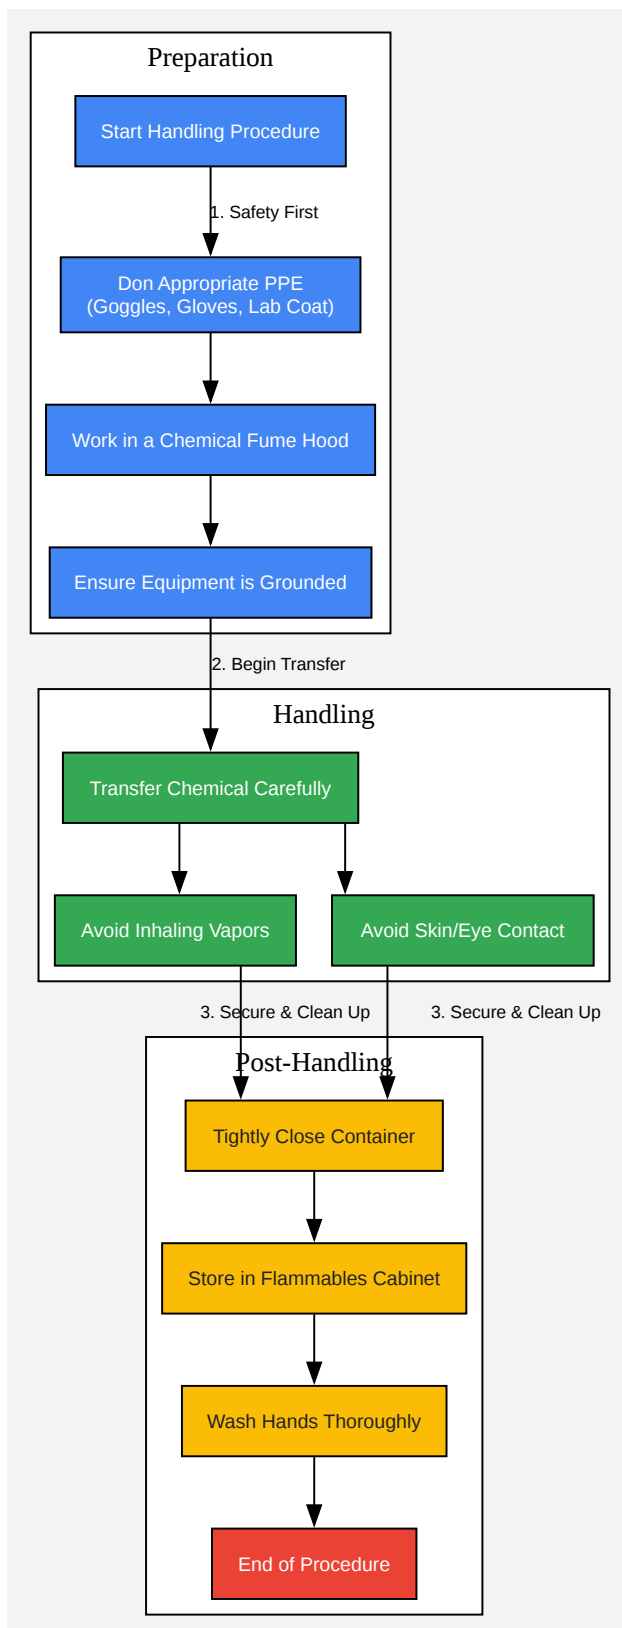 Preparation
Start Handling Procedure
1. Safety First
Don Appropriate PPE
(Goggles, Gloves, Lab Coat)
Work in a Chemical Fume Hood
Ensure Equipment is Grounded
2. Begin Transfer
Handling
Transfer Chemical Carefully
Avoid Inhaling Vapors
Avoid Skin/Eye Contact
3. Secure & Clean Up
3. Secure & Clean Up
Post-Handling
Tightly Close Container
Store in Flammables Cabinet
Wash Hands Thoroughly
End of Procedure